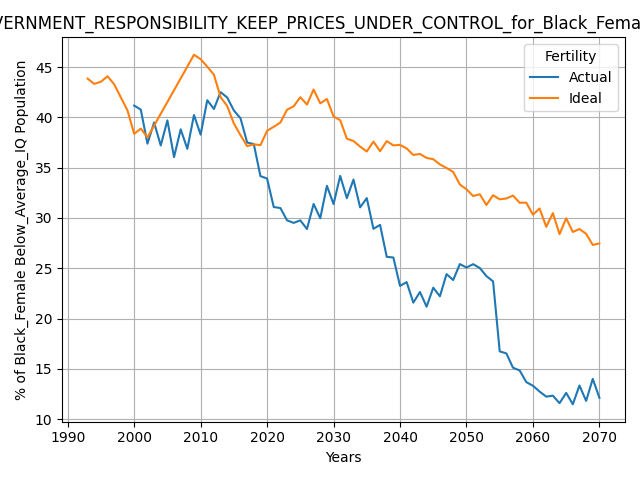 VERNMENT_RESPONSIBILITY_KEEP_PRICES_UNDER_CONTROL_for_Black_Fema
Fertility
Actual
Ideal
% of Black_Female Below_Average_IQ Population
45
40
35
30
25
20
15
10
1990 2000 2010 2020 2030 2040 2050 2060 2070
Years